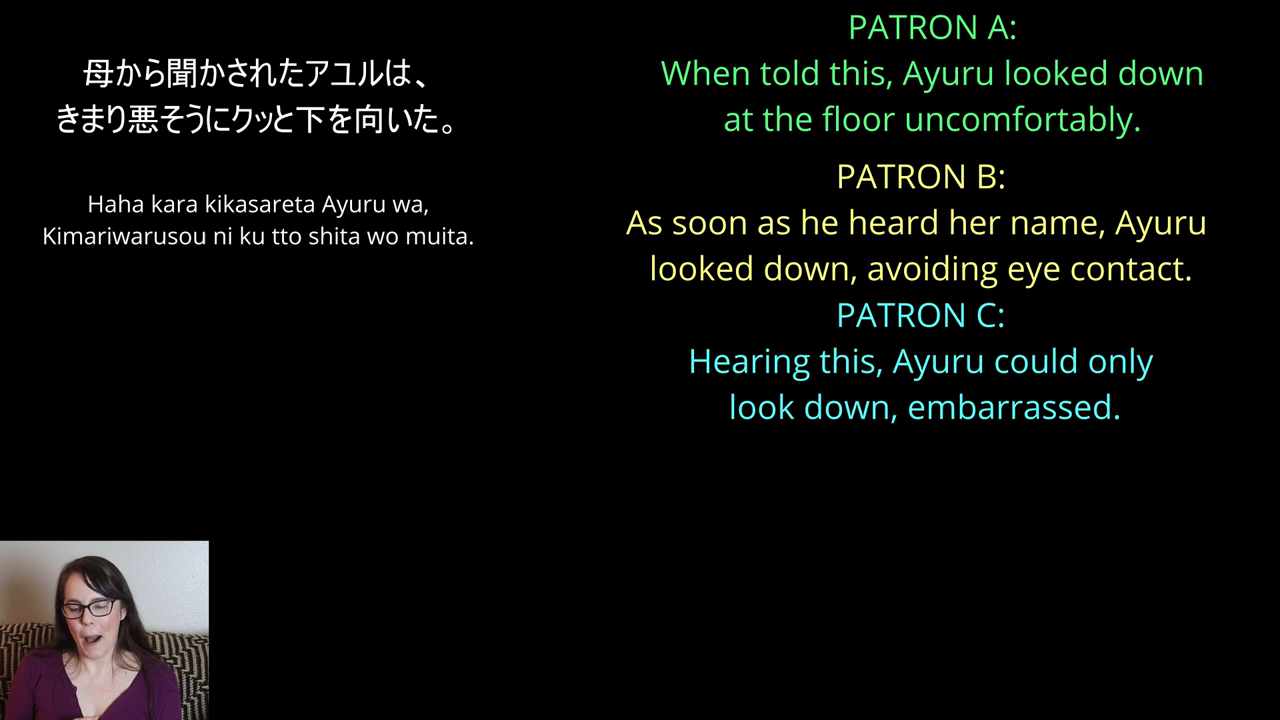 母から聞かされたアユルは、
きまり悪そうにクッと下を向いた。
Haha kara kikasareta Ayuru wa,
Kimariwarusou ni ku tto shita wo muita.
PATRON A:
When told this, Ayuru looked down
at the floor uncomfortably.
PATRON B:
As soon as he heard her name, Ayuru
looked down, avoiding eye contact.
PATRON C:
Hearing this, Ayuru could only
look down, embarrassed.